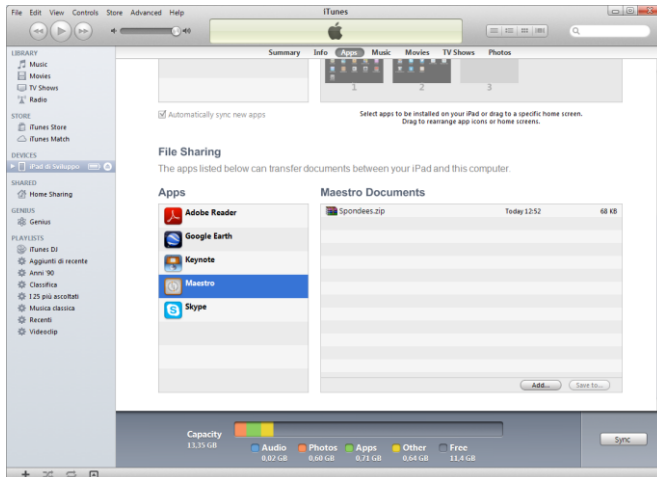 File Edit View Controls Store Advanced Help
iTunes
Summary Info Apps Music Movies TV Shows Photos
LIBRARY
Music
Movies
TV Shows
Radio
STORE
iTunes Store
iTunes Match
DEVICES
iPad di Sviluppo
SHARED
Home Sharing
GENIUS
Genius
PLAYLISTS
iTunes DJ
Aggiunti di recente
Anni '90
Classifica
I 25 più ascoltati
Musica classica
Recenti
Videoclip
1 2 3
Automatically sync new apps
Select apps to be installed on your iPad or drag to a specific home screen.
Drag to rearrange app icons or home screens.
File Sharing
The apps listed below can transfer documents between your iPad and this computer.
Apps
Adobe Reader
Google Earth
Keynote
Maestro
Skype
Maestro Documents
Spondees.zip Today 12:52 68 KB
Add... Save to...
Capacity
13,35 GB
Audio
0,02 GB
Photos
0,60 GB
Apps
0,71 GB
Other
0,64 GB
Free
11,4 GB
Sync